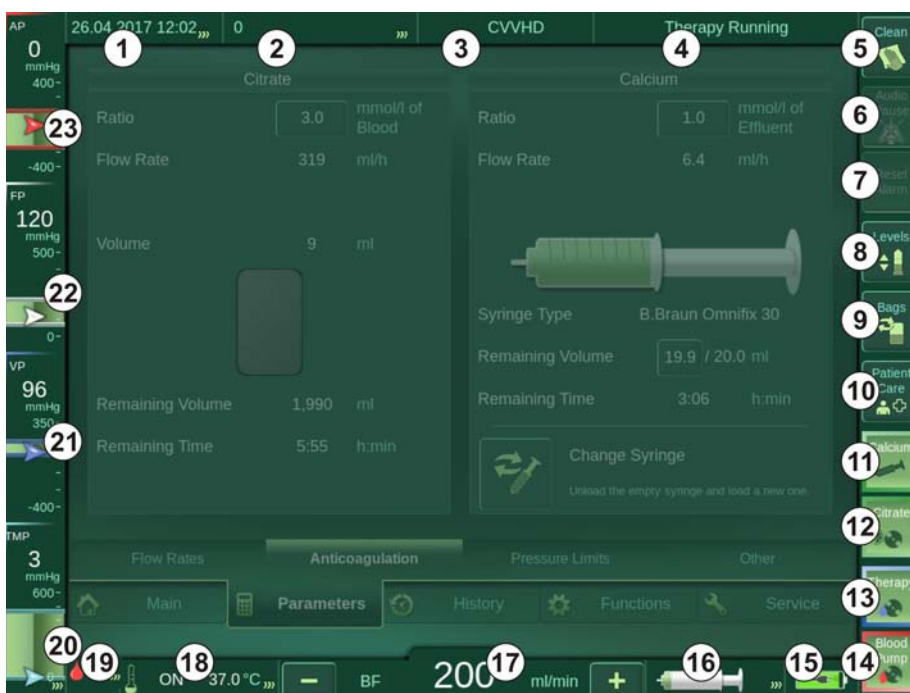 AP
0
mmHg
400
-400
FP
120
mmHg
500
0
VP
96
mmHg
350
-400
TMP
3
mmHg
600
0
26.04.2017 12:02
0
CVVHD
Therapy Running
1
2
3
4
Citrate
Ratio 3.0 mmol/l of Blood
Flow Rate 319 ml/h
Volume 9 ml
Remaining Volume 1,990 ml
Remaining Time 5:55 h:min
Calcium
Ratio 1.0 mmol/l of Effluent
Flow Rate 6.4 ml/h
Syringe Type B.Braun Omnifix 30
Remaining Volume 19.9 / 20.0 ml
Remaining Time 3:06 h:min
Change Syringe
Unload the empty syringe and load a new one.
Flow Rates Anticoagulation Pressure Limits Other
Main Parameters History Functions Service
ON 37.0 °C
BF 200 ml/min
Clean
5
Audio
6
Alarm
7
Levels
8
Bags
9
Patient
Care
10
Calcium
11
Citrate
12
Therapy
13
Blood
Pump
14
15
16
17
18
19
20
21
22
23